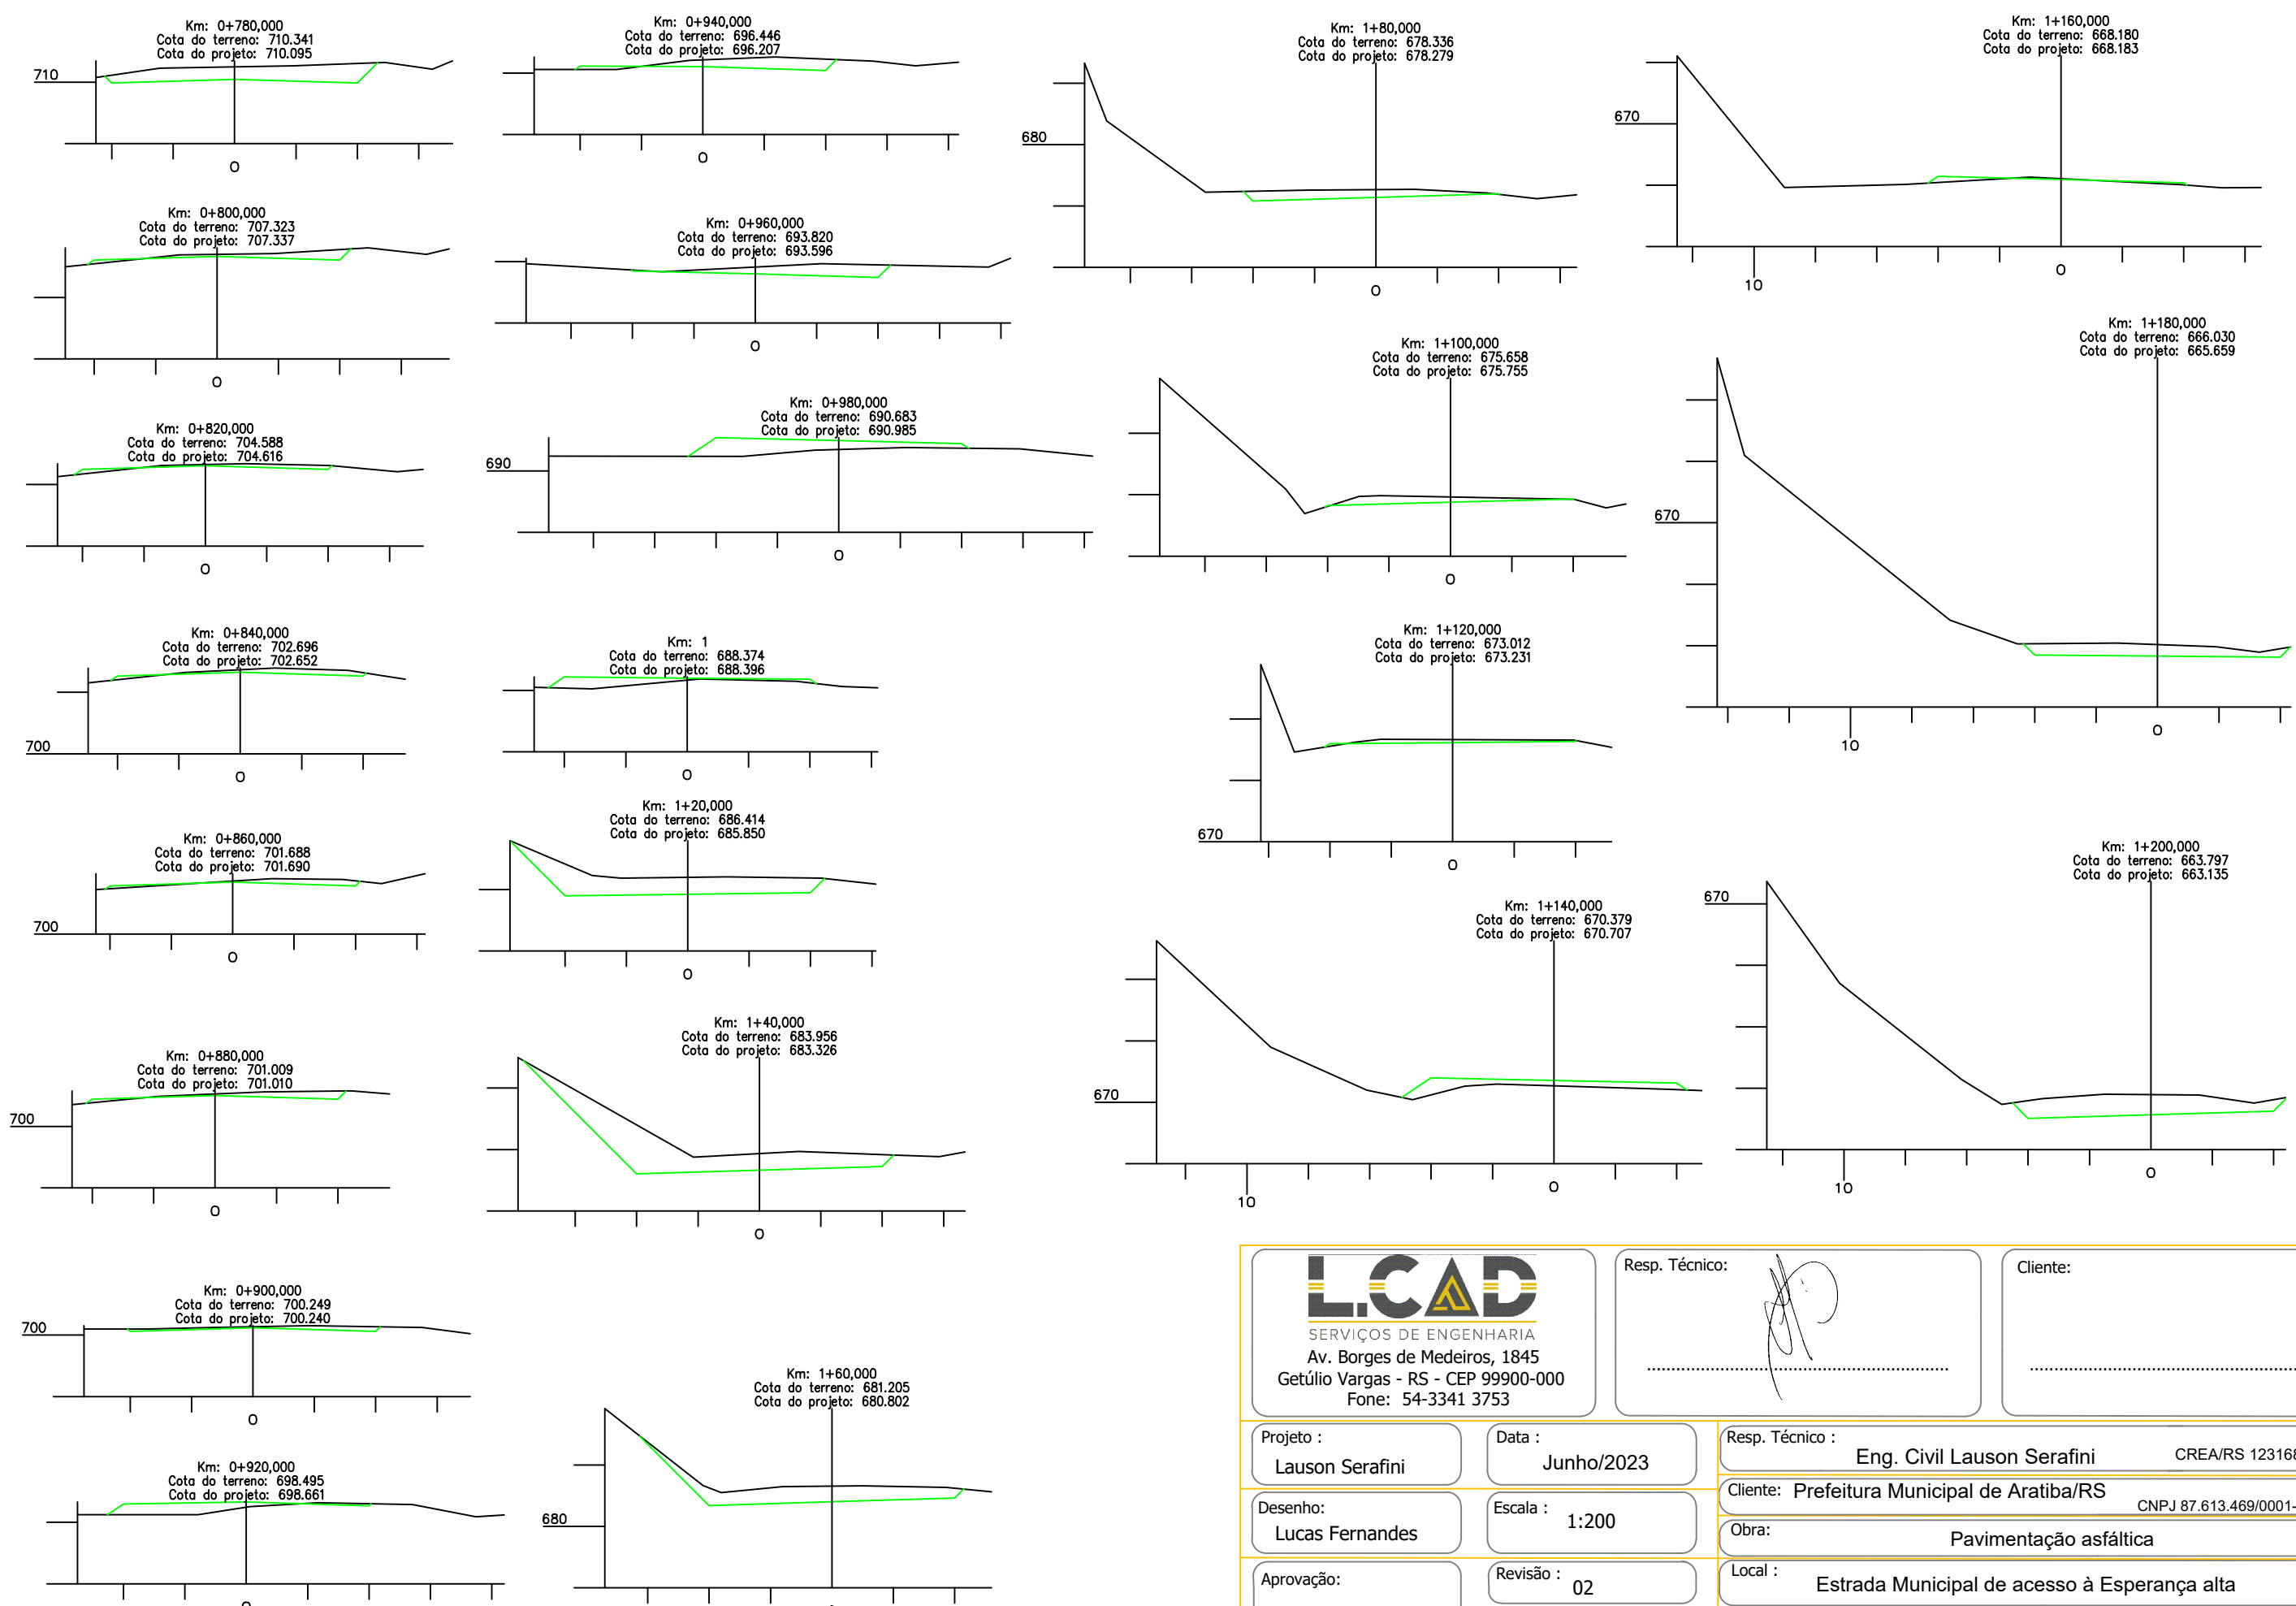 Km: 0+780,000
Cota do terreno: 710.341
Cota do projeto: 710.095
710
0
Km: 0+800,000
Cota do terreno: 707.323
Cota do projeto: 707.337
0
Km: 0+820,000
Cota do terreno: 704.588
Cota do projeto: 704.616
0
Km: 0+840,000
Cota do terreno: 702.696
Cota do projeto: 702.652
700
0
Km: 0+860,000
Cota do terreno: 701.688
Cota do projeto: 701.690
700
0
Km: 0+880,000
Cota do terreno: 701.009
Cota do projeto: 701.010
700
0
Km: 0+900,000
Cota do terreno: 700.249
Cota do projeto: 700.240
700
0
Km: 0+920,000
Cota do terreno: 698.495
Cota do projeto: 698.661
Km: 0+940,000
Cota do terreno: 696.446
Cota do projeto: 696.207
0
Km: 0+960,000
Cota do terreno: 693.820
Cota do projeto: 693.596
0
Km: 0+980,000
Cota do terreno: 690.683
Cota do projeto: 690.985
690
0
Km: 1
Cota do terreno: 688.374
Cota do projeto: 688.396
0
Km: 1+20,000
Cota do terreno: 686.414
Cota do projeto: 685.850
0
Km: 1+40,000
Cota do terreno: 683.956
Cota do projeto: 683.326
0
Km: 1+60,000
Cota do terreno: 681.205
Cota do projeto: 680.802
680
Km: 1+80,000
Cota do terreno: 678.336
Cota do projeto: 678.279
680
0
Km: 1+100,000
Cota do terreno: 675.658
Cota do projeto: 675.755
0
Km: 1+120,000
Cota do terreno: 673.012
Cota do projeto: 673.231
670
0
Km: 1+140,000
Cota do terreno: 670.379
Cota do projeto: 670.707
670
10 0
Km: 1+160,000
Cota do terreno: 668.180
Cota do projeto: 668.183
670
10 0
Km: 1+180,000
Cota do terreno: 666.030
Cota do projeto: 665.659
670
10 0
Km: 1+200,000
Cota do terreno: 663.797
Cota do projeto: 663.135
670
10 0
L.CAD
SERVIÇOS DE ENGENHARIA
Av. Borges de Medeiros, 1845
Getúlio Vargas - RS - CEP 99900-000
Fone: 54-3341 3753
Resp. Técnico:
Cliente:
Projeto :
Lauson Serafini
Data :
Junho/2023
Resp. Técnico :
Eng. Civil Lauson Serafini CREA/RS 123168
Desenho:
Lucas Fernandes
Escala :
1:200
Cliente: Prefeitura Municipal de Aratiba/RS
CNPJ 87.613.469/0001-
Obra:
Pavimentação asfáltica
Aprovação:
Revisão :
02
Local :
Estrada Municipal de acesso à Esperança alta